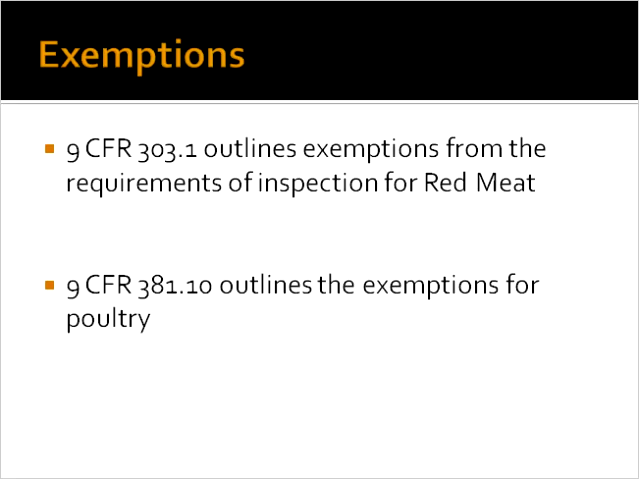 Exemptions
9 CFR 303.1 outlines exemptions from the
requirements of inspection for Red Meat
9 CFR 381.10 outlines the exemptions for
poultry